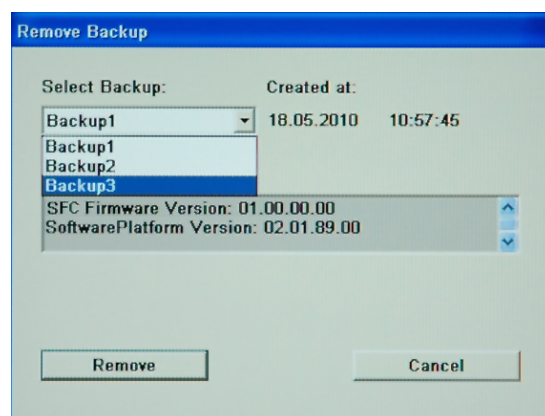 Remove Backup
Select Backup: Created at:
Backup1 18.05.2010 10:57:45
Backup1
Backup2
Backup3
SFC Firmware Version: 01.00.00.00
SoftwarePlatform Version: 02.01.89.00
Remove Cancel